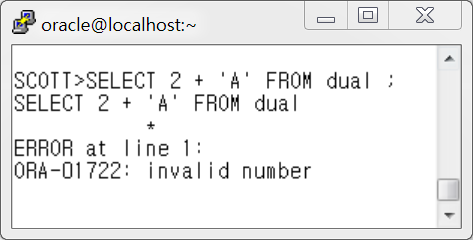 oracle@localhost:~
SCOTT>SELECT 2 + 'A' FROM dual ;
SELECT 2 + 'A' FROM dual
*
ERROR at line 1:
ORA-01722: invalid number